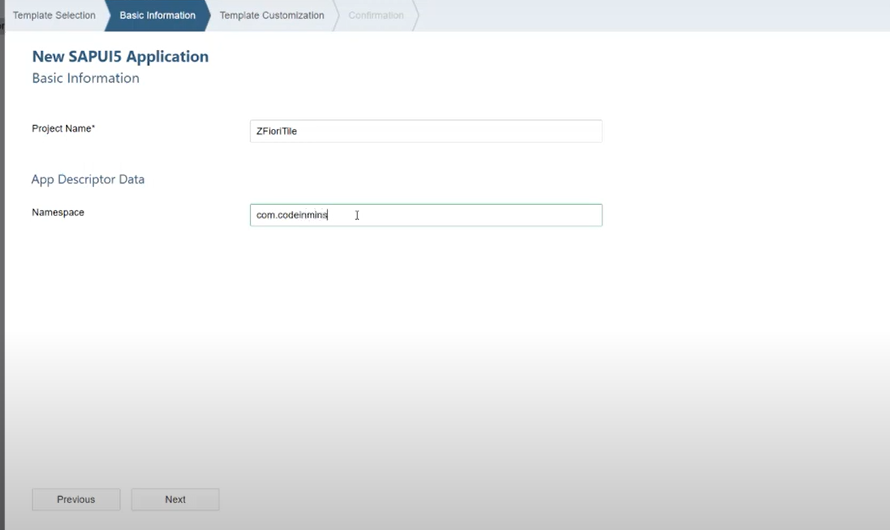 Template Selection Basic Information Template Customization Confirmation
New SAPUI5 Application
Basic Information
Project Name* ZFioriTile
App Descriptor Data
Namespace com.codeinmins
Previous Next